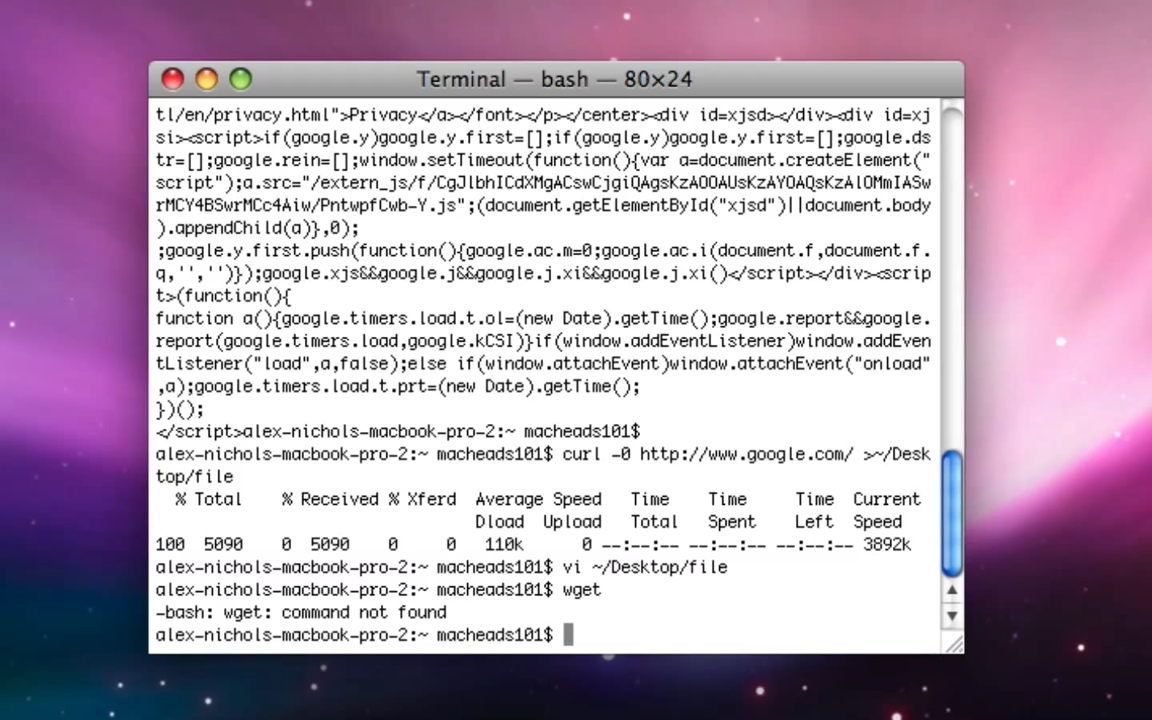 Terminal — bash — 80×24
tl/en/privacy.html">Privacy</a></font></p></center><div id=xjsd></div><div id=xj
si><script>if(google.y)google.y.first=[];if(google.y)google.y.first=[];google.ds
tr=[];google.rein=[];window.setTimeout(function(){var a=document.createElement("
script");a.src="/extern_js/f/CgJlbhICdXMgACswCjgiQAgsKzAOOAUsKzAYOAQsKzAlOMmIASw
rMCY4BSwrMCc4Aiw/PntwpfCwb-Y.js";(document.getElementById("xjsd")||document.body
).appendChild(a)},0);
;google.y.first.push(function(){google.ac.m=0;google.ac.i(document.f,document.f.
q,'','')});google.xjs&&google.j&&google.j.xi&&google.j.xi()</script></div><scrip
t>(function(){
function a(){google.timers.load.t.ol=(new Date).getTime();google.report&&google.
report(google.timers.load,google.kCSI)}if(window.addEventListener)window.addEven
tListener("load",a,false);else if(window.attachEvent)window.attachEvent("onload"
,a);google.timers.load.t.prt=(new Date).getTime();
})();
</script>alex-nichols-macbook-pro-2:~ macheads101$
alex-nichols-macbook-pro-2:~ macheads101$ curl -0 http://www.google.com/ >~/Desk
top/file
% Total % Received % Xferd Average Speed Time Time Time Current
Dload Upload Total Spent Left Speed
100 5090 0 5090 0 0 110k 0 --:--:-- --:--:-- --:--:-- 3892k
alex-nichols-macbook-pro-2:~ macheads101$ vi ~/Desktop/file
alex-nichols-macbook-pro-2:~ macheads101$ wget
-bash: wget: command not found
alex-nichols-macbook-pro-2:~ macheads101$